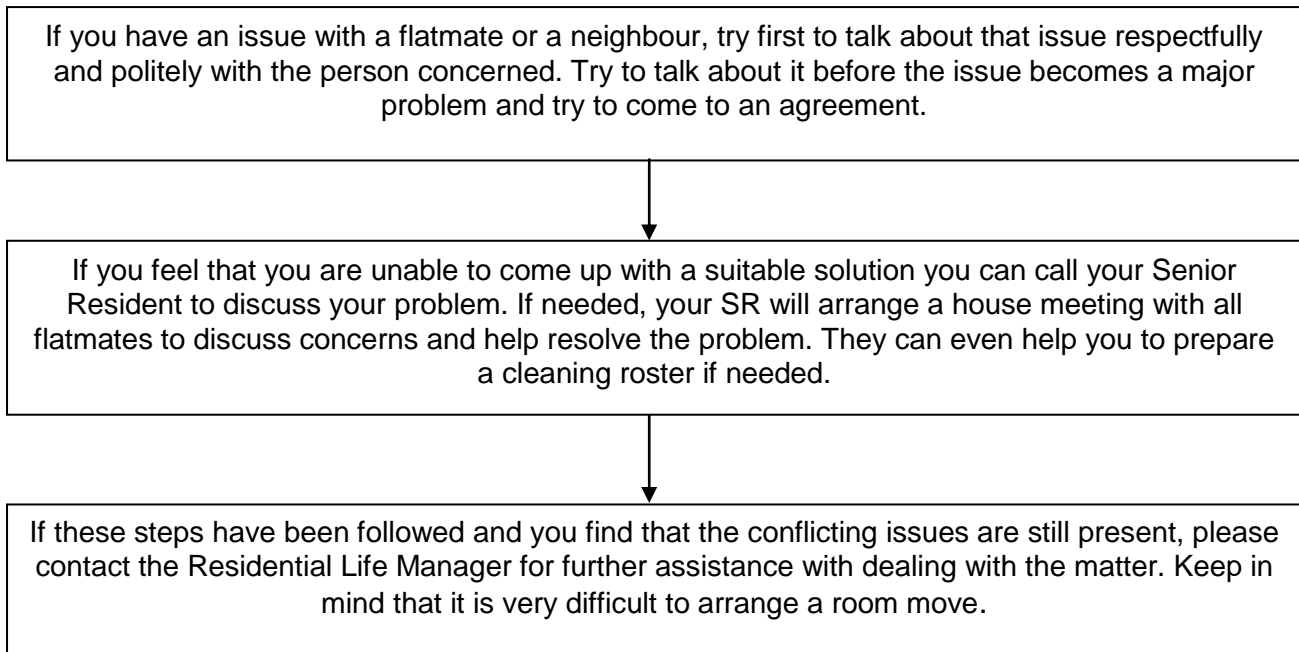 If you have an issue with a flatmate or a neighbour, try first to talk about that issue respectfully
and politely with the person concerned. Try to talk about it before the issue becomes a major
problem and try to come to an agreement.
If you feel that you are unable to come up with a suitable solution you can call your Senior
Resident to discuss your problem. If needed, your SR will arrange a house meeting with all
flatmates to discuss concerns and help resolve the problem. They can even help you to prepare
a cleaning roster if needed.
If these steps have been followed and you find that the conflicting issues are still present, please
contact the Residential Life Manager for further assistance with dealing with the matter. Keep in
mind that it is very difficult to arrange a room move.